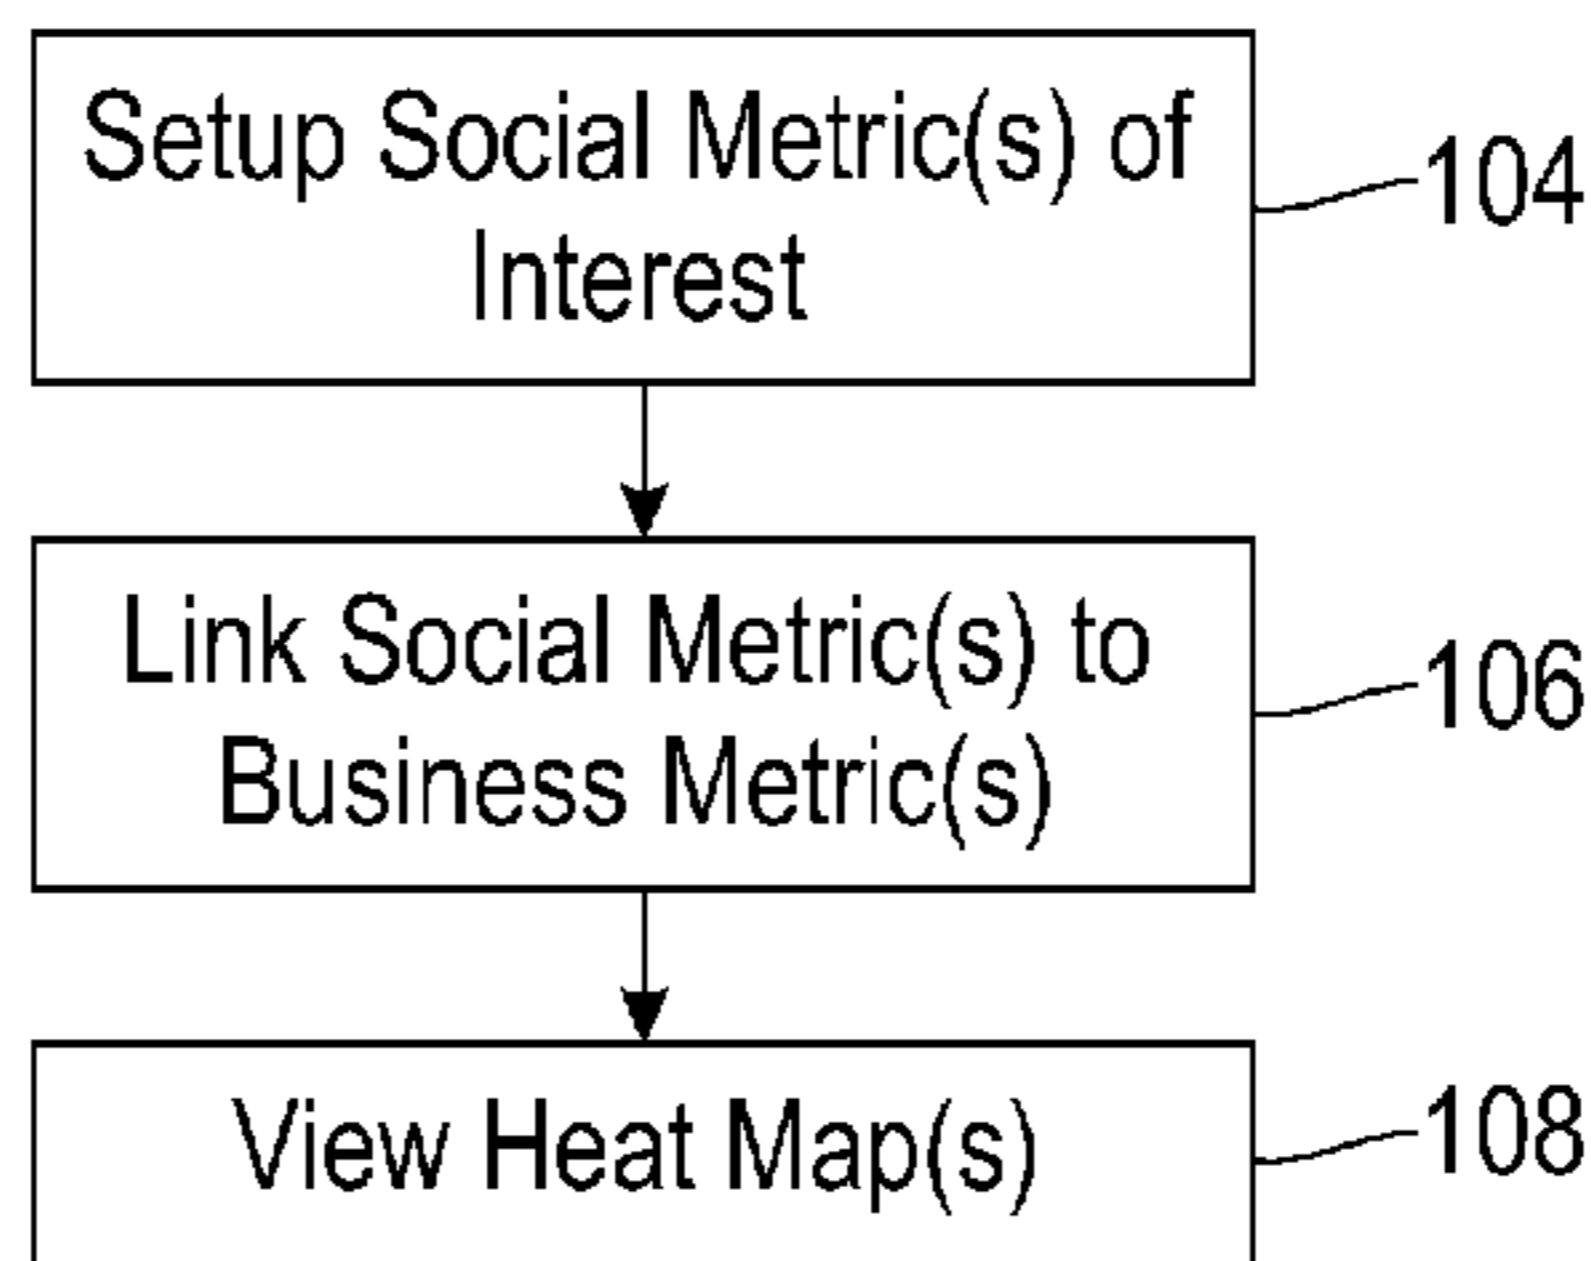 Setup Social Metric(s) of
Interest
104
Link Social Metric(s) to
Business Metric(s)
106
View Heat Map(s)
108